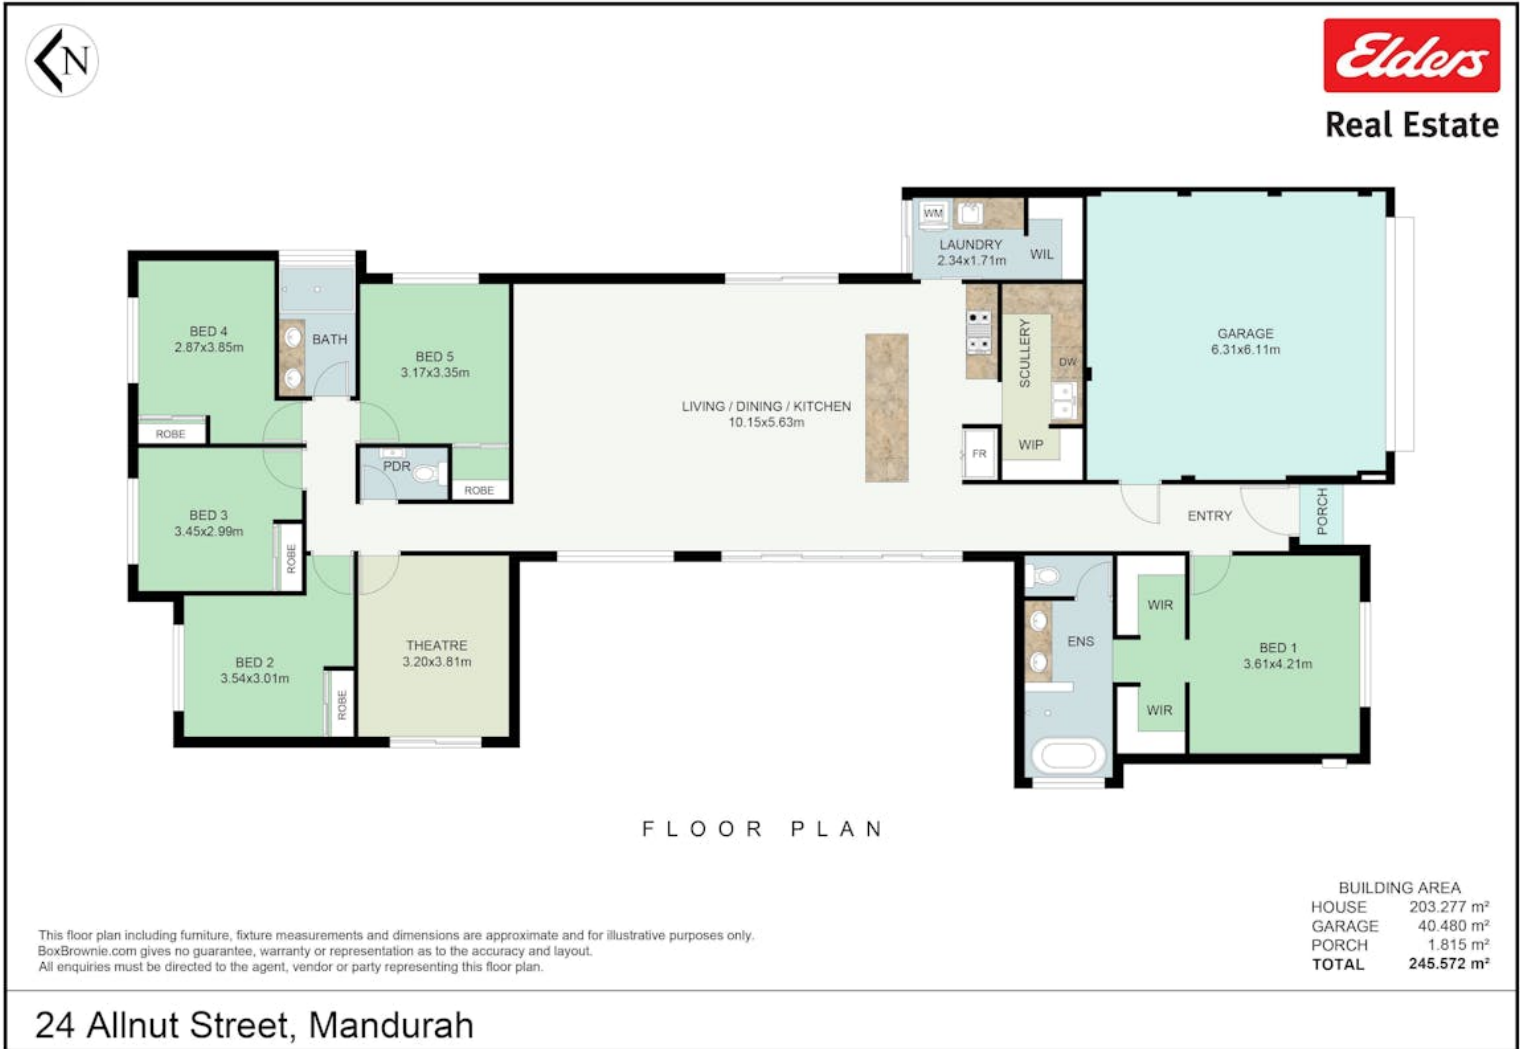 N
Elders
Real Estate
WM
LAUNDRY
2.34x1.71m
WIL
BED 4
2.87x3.85m
BATH
BED 5
3.17x3.35m
GARAGE
6.31x6.11m
SCULLERY
DW
LIVING / DINING / KITCHEN
10.15x5.63m
ROBE
WIP
FR
PDR
ROBE
BED 3
3.45x2.99m
ENTRY
PORCH
ROBE
WIR
THEATRE
3.20x3.81m
ENS
BED 1
3.61x4.21m
BED 2
3.54x3.01m
ROBE
WIR
FLOOR PLAN
BUILDING AREA
HOUSE 203.277 m²
GARAGE 40.480 m²
PORCH 1.815 m²
TOTAL 245.572 m²
This floor plan including furniture, fixture measurements and dimensions are approximate and for illustrative purposes only.
BoxBrownie.com gives no guarantee, warranty or representation as to the accuracy and layout.
All enquiries must be directed to the agent, vendor or party representing this floor plan.
24 Allnut Street, Mandurah